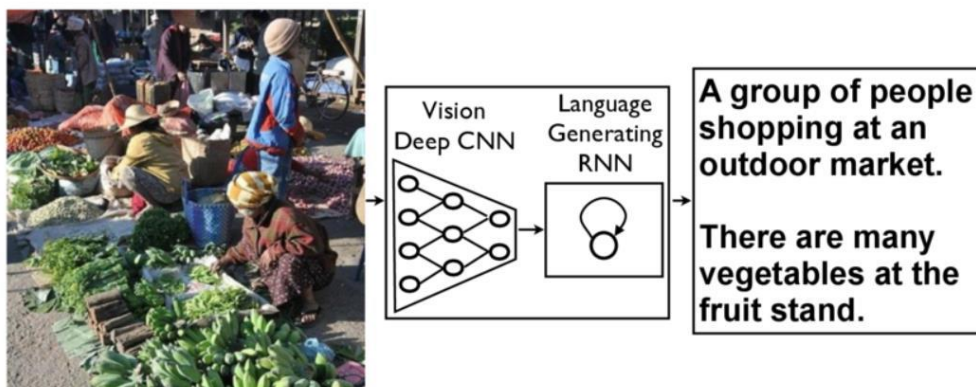 Vision
Deep CNN
Language
Generating
RNN
A group of people
shopping at an
outdoor market.
There are many
vegetables at the
fruit stand.